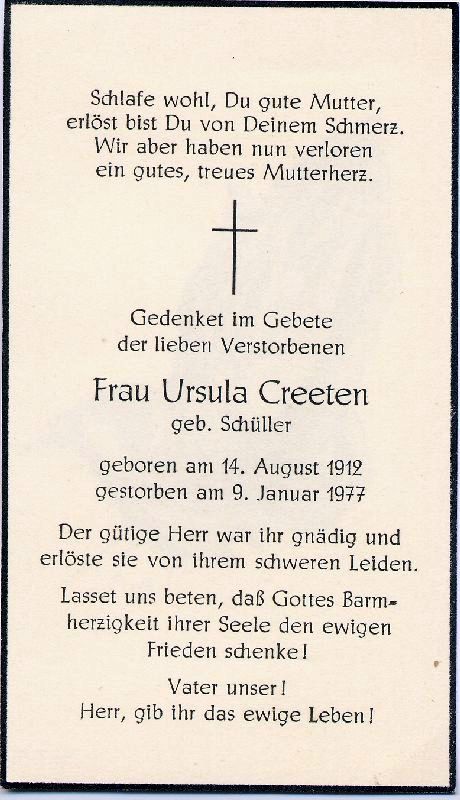 Schlafe wohl, Du gute Mutter,
erlöst bist Du von Deinem Schmerz.
Wir aber haben nun verloren
ein gutes, treues Mutterherz.
Gedenket im Gebete
der lieben Verstorbenen
Frau Ursula Creeten
geb. Schüller
geboren am 14. August 1912
gestorben am 9. Januar 1977
Der gütige Herr war ihr gnädig und
erlöste sie von ihrem schweren Leiden.
Lasset uns beten, daß Gottes Barm-
herzigkeit ihrer Seele den ewigen
Frieden schenke!
Vater unser!
Herr, gib ihr das ewige Leben!